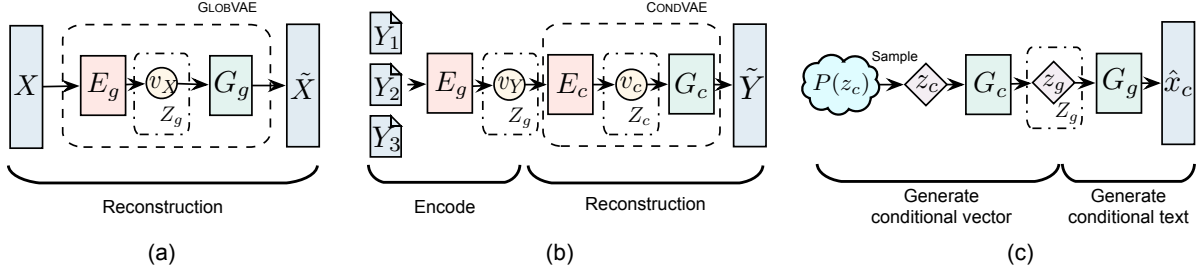 GLOBVAE
X E_g v_X G_g X̃
Z_g
Reconstruction
(a)
CONDVAE
Y_1
Y_2 E_g v_Y E_c v_c G_c Ỹ
Y_3 Z_g Z_c
Encode Reconstruction
(b)
Sample
P(z_c) z_c G_c z_g G_g x̂_c
Z_g
Generate
conditional vector
Generate
conditional text
(c)